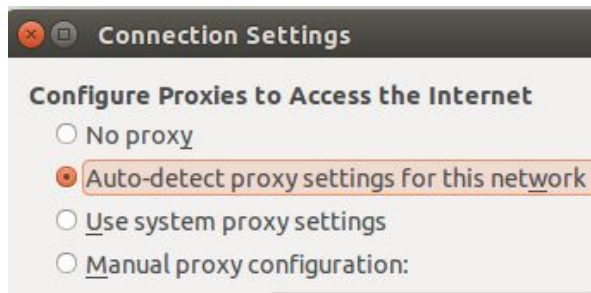 Connection Settings
Configure Proxies to Access the Internet
No proxy
Auto-detect proxy settings for this network
Use system proxy settings
Manual proxy configuration: